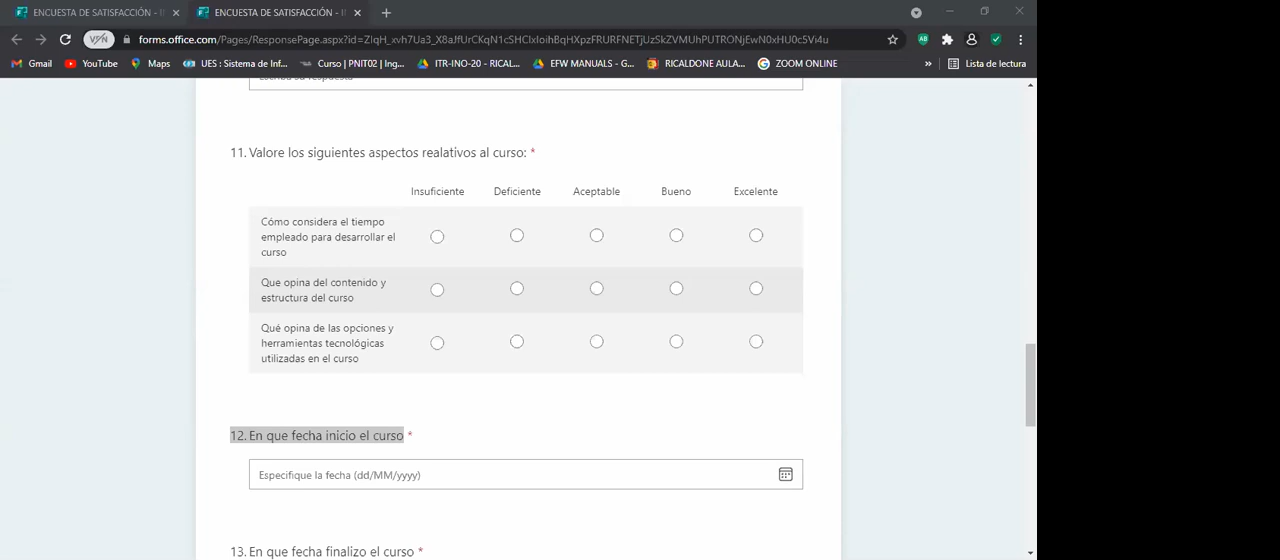 ENCUESTA DE SATISFACCIÓN - I
ENCUESTA DE SATISFACCIÓN - I
VPN
forms.office.com/Pages/ResponsePage.aspx?id=ZIqH_xvh7Ua3_X8aJfUrCKqN1cSHClxIoihBqHXpzFRURFNETjUzSkZVMUhPUTRONjEwN0xHU0c5Vi4u
Gmail
YouTube
Maps
UES : Sistema de Inf...
Curso | PNIT02 | Ing...
ITR-INO-20 - RICAL...
EFW MANUALS - G...
RICALDONE AULA...
ZOOM ONLINE
»
Lista de lectura
Escriba su respuesta
11. Valore los siguientes aspectos realativos al curso: *
Insuficiente Deficiente Aceptable Bueno Excelente
Cómo considera el tiempo
empleado para desarrollar el
curso
Que opina del contenido y
estructura del curso
Qué opina de las opciones y
herramientas tecnológicas
utilizadas en el curso
12. En que fecha inicio el curso *
Especifique la fecha (dd/MM/yyyy)
13. En que fecha finalizo el curso *